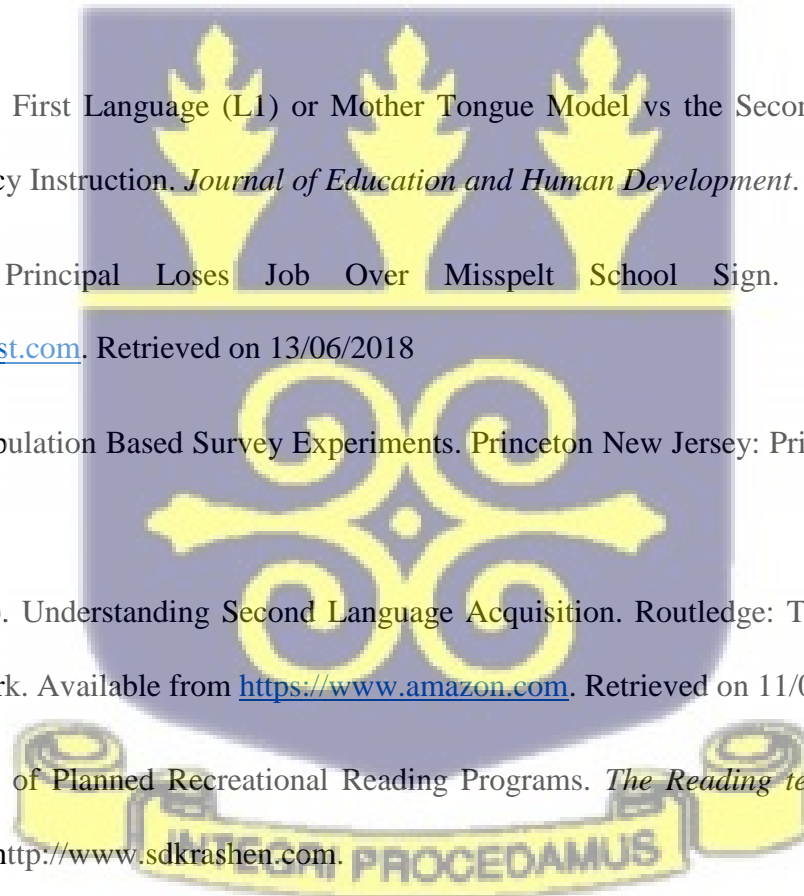 First Language (L1) or Mother Tongue Model vs the Secon
cy Instruction. Journal of Education and Human Development.
Principal Loses Job Over Misspelt School Sign.
st.com. Retrieved on 13/06/2018
pulation Based Survey Experiments. Princeton New Jersey: Pri
. Understanding Second Language Acquisition. Routledge: T
rk. Available from https://www.amazon.com. Retrieved on 11/0
of Planned Recreational Reading Programs. The Reading te
http://www.sdkrashen.com.
INTEGRI PROCEDAMUS